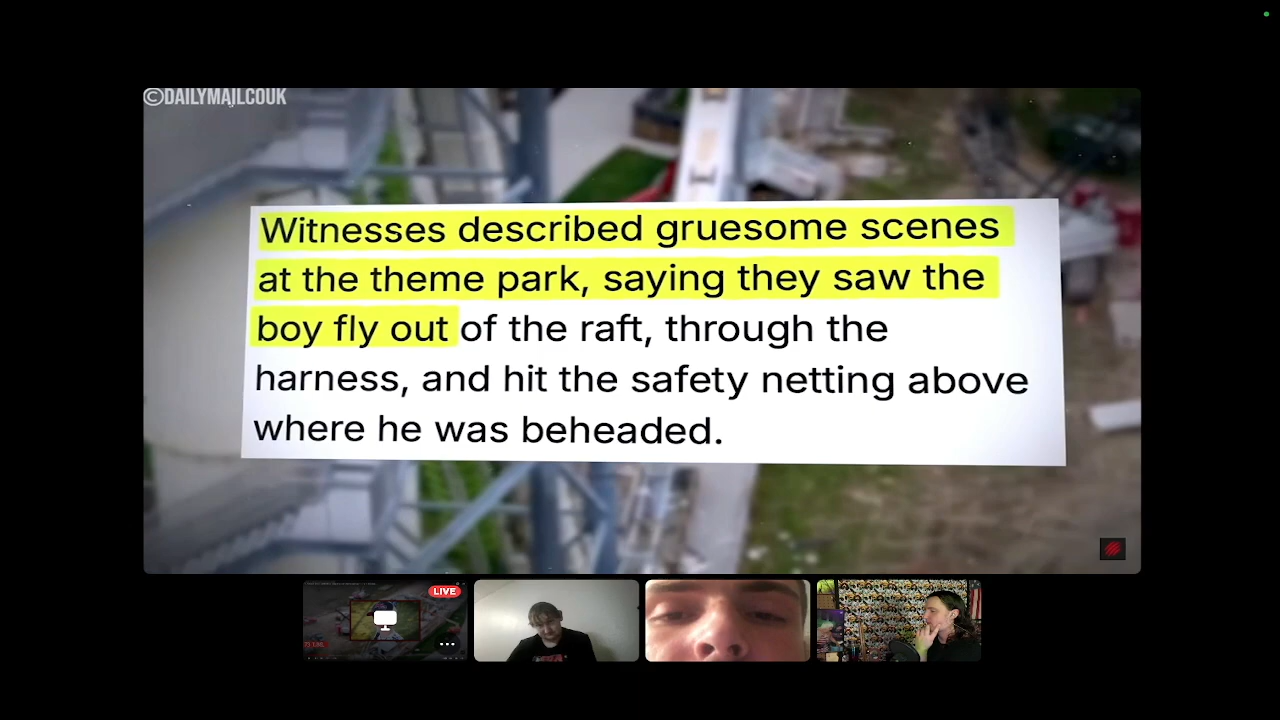 ©DAILYMAILCOUK
Witnesses described gruesome scenes
at the theme park, saying they saw the
boy fly out of the raft, through the
harness, and hit the safety netting above
where he was beheaded.
LIVE